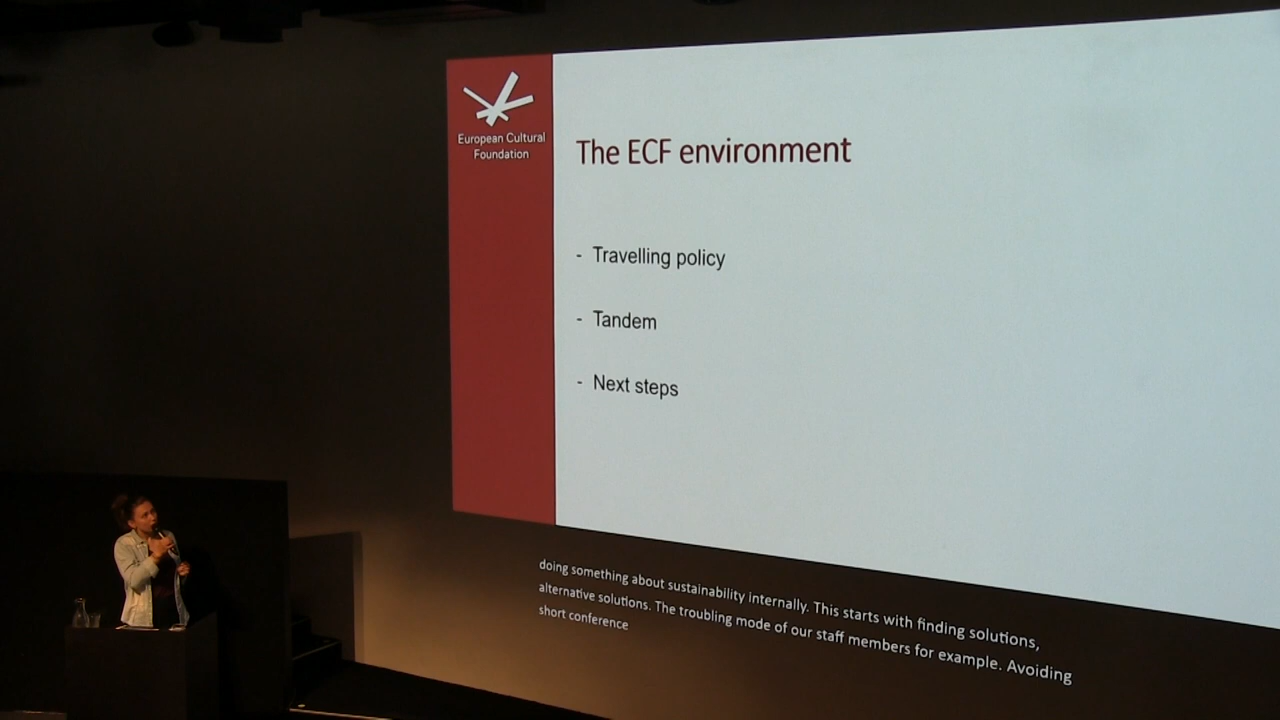 European Cultural
Foundation
The ECF environment
- Travelling policy
- Tandem
- Next steps
doing something about sustainability internally. This starts with finding solutions,
alternative solutions. The troubling mode of our staff members for example. Avoiding
short conference